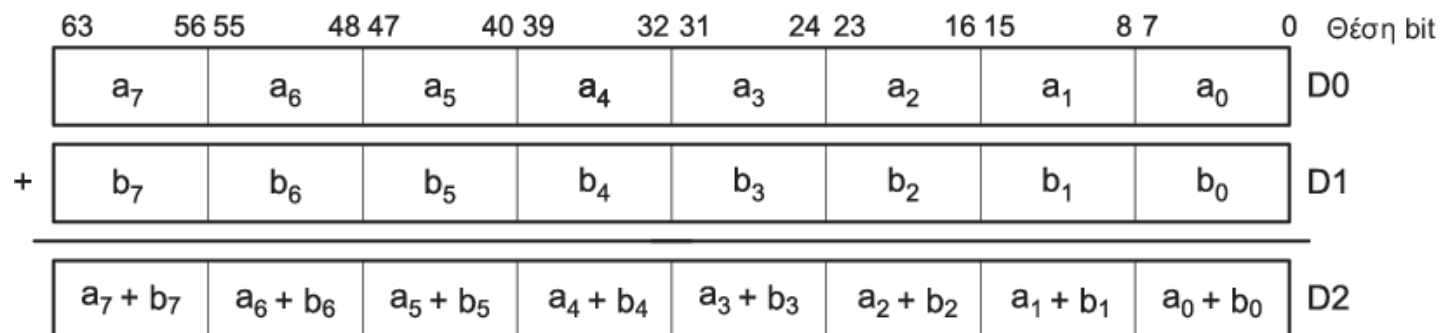 63 56 55 48 47 40 39 32 31 24 23 16 15 8 7 0 Θέση bit
a₇ a₆ a₅ a₄ a₃ a₂ a₁ a₀ D0
+ b₇ b₆ b₅ b₄ b₃ b₂ b₁ b₀ D1
a₇ + b₇ a₆ + b₆ a₅ + b₅ a₄ + b₄ a₃ + b₃ a₂ + b₂ a₁ + b₁ a₀ + b₀ D2